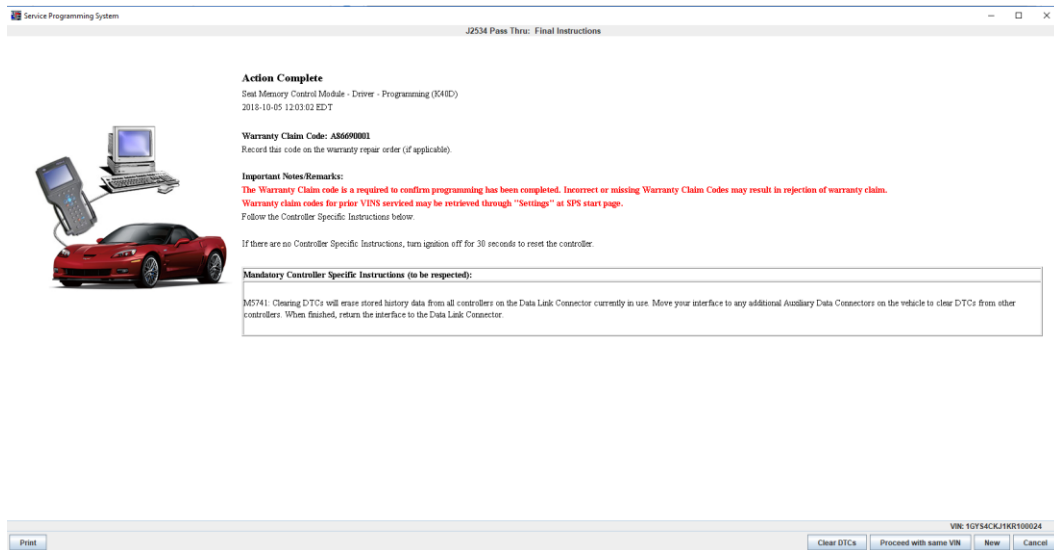 Service Programming System
J2534 Pass Thru: Final Instructions
Action Complete
Seat Memory Control Module - Driver - Programming (K40D)
2018-10-05 12:03:02 EDT
Warranty Claim Code: A86690001
Record this code on the warranty repair order (if applicable).
Important Notes/Remarks:
The Warranty Claim code is a required to confirm programming has been completed. Incorrect or missing Warranty Claim Codes may result in rejection of warranty claim.
Warranty claim codes for prior VINS serviced may be retrieved through "Settings" at SPS start page.
Follow the Controller Specific Instructions below.
If there are no Controller Specific Instructions, turn ignition off for 30 seconds to reset the controller.
Mandatory Controller Specific Instructions (to be respected):
M5741: Clearing DTCs will erase stored history data from all controllers on the Data Link Connector currently in use. Move your interface to any additional Auxiliary Data Connectors on the vehicle to clear DTCs from other
controllers. When finished, return the interface to the Data Link Connector.
VIN: 1GYS4CKJ1KR100024
Print
Clear DTCs
Proceed with same VIN
New
Cancel